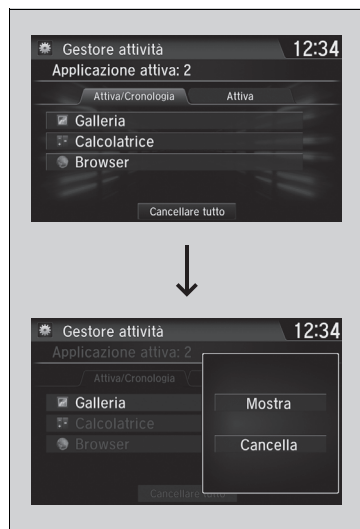 Gestore attività 12:34
Applicazione attiva: 2
Attiva/Cronologia Attiva
Galleria
Calcolatrice
Browser
Cancellare tutto
Gestore attività 12:34
Applicazione attiva: 2
Attiva/Cronologia
Galleria Mostra
Calcolatrice
Browser Cancella
Cancellare tutto